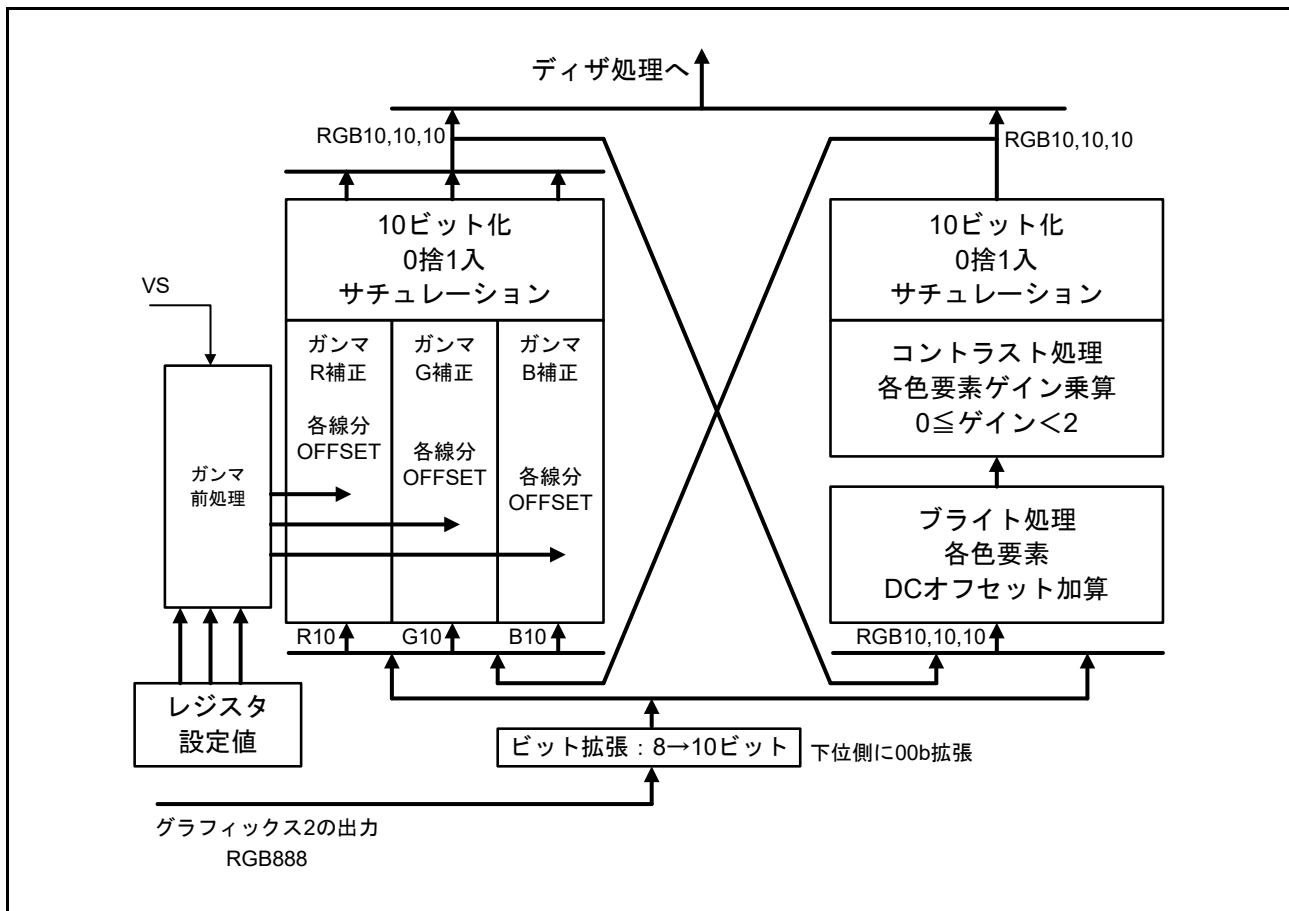 ディザ処理へ
RGB10,10,10
RGB10,10,10
10ビット化
0捨1入
サチュレーション
10ビット化
0捨1入
サチュレーション
VS
ガンマ
R補正
各線分
OFFSET
ガンマ
G補正
各線分
OFFSET
ガンマ
B補正
各線分
OFFSET
コントラスト処理
各色要素ゲイン乗算
0≦ゲイン<2
ガンマ
前処理
ブライト処理
各色要素
DCオフセット加算
R10
G10
B10
RGB10,10,10
レジスタ
設定値
ビット拡張:8→10ビット
下位側に00b拡張
グラフィックス2の出力
RGB888